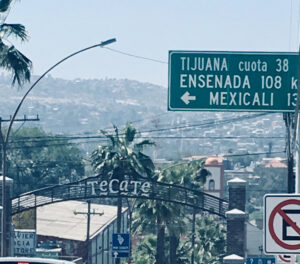 TIJUANA cuota 38
ENSENADA 108 k
MEXICALI 13
TECATE
E